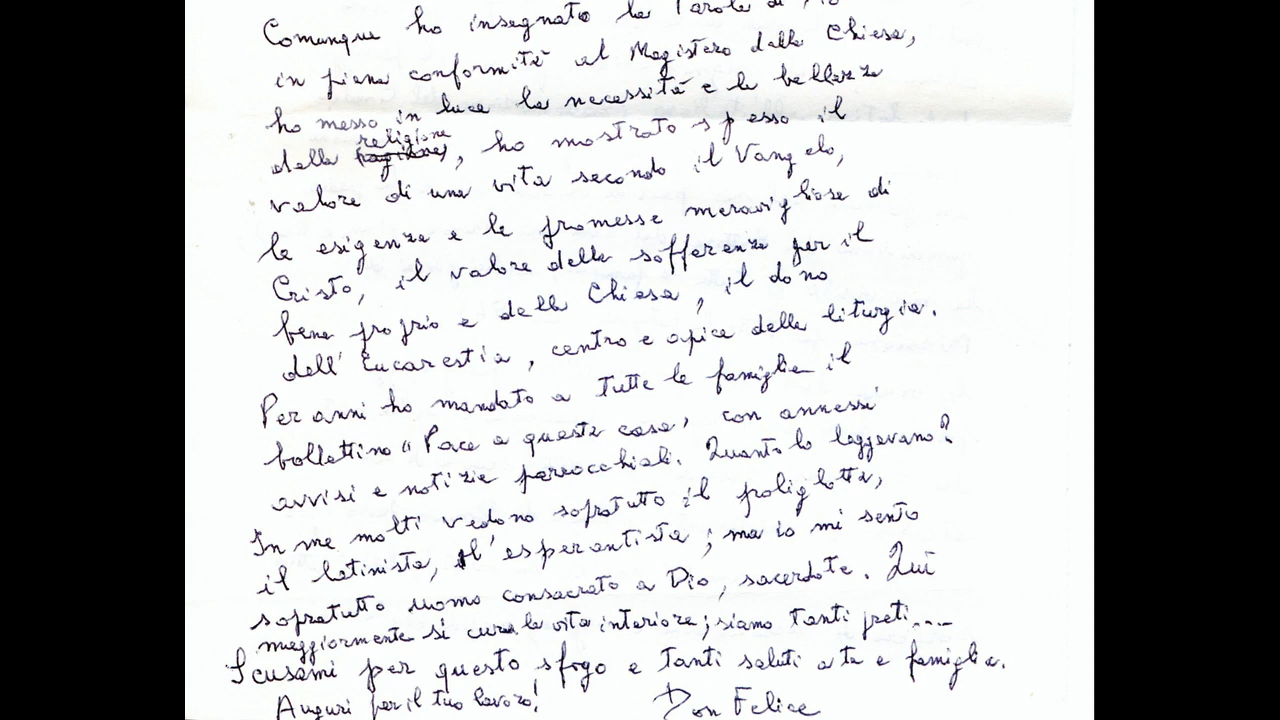 Comunque ho insegnato la Parola di
in piena conformità al Magistero della Chiesa,
ho messo in luce la necessità e la bellezza
religione
della (ragione), ho mostrato spesso il
valore di una vita secondo il Vangelo,
le esigenze e le promesse meravigliose di
Cristo, il valore della sofferenza per il
bene proprio e della Chiesa, il dono
dell'Eucarestia, centro e apice della liturgia.
Per anni ho mandato a tutte le famiglie il
bollettino "Pace a questa casa" con annessi
avvisi e notizie parrocchiali. Quanto lo leggevano?
In me molti vedono sopratutto il poliglotta,
il latinista, l'esperantista; ma io mi sento
sopratutto uomo consacrato a Dio, sacerdote. Qui
maggiormente si cura la vita interiore; siamo tanti preti....
Scusami per questo sfogo e tanti saluti a te e famiglia.
Auguri per il tuo lavoro! Don Felice